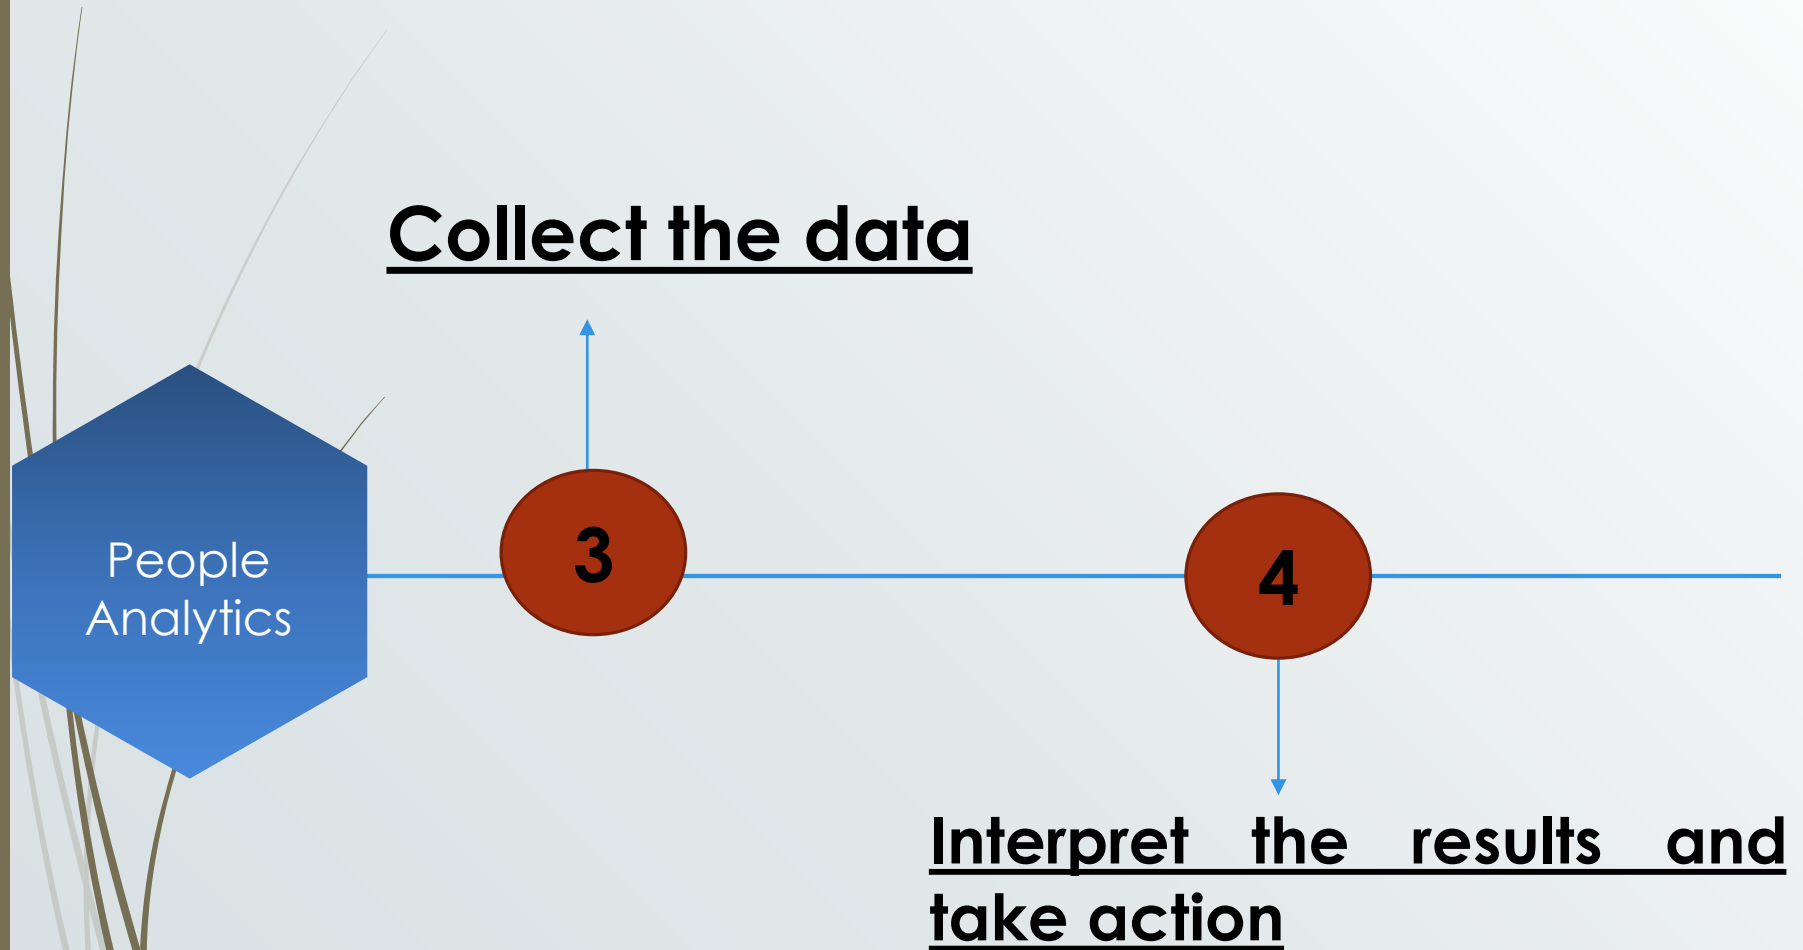 Collect the data
People
Analytics
3
4
Interpret the results and
take action